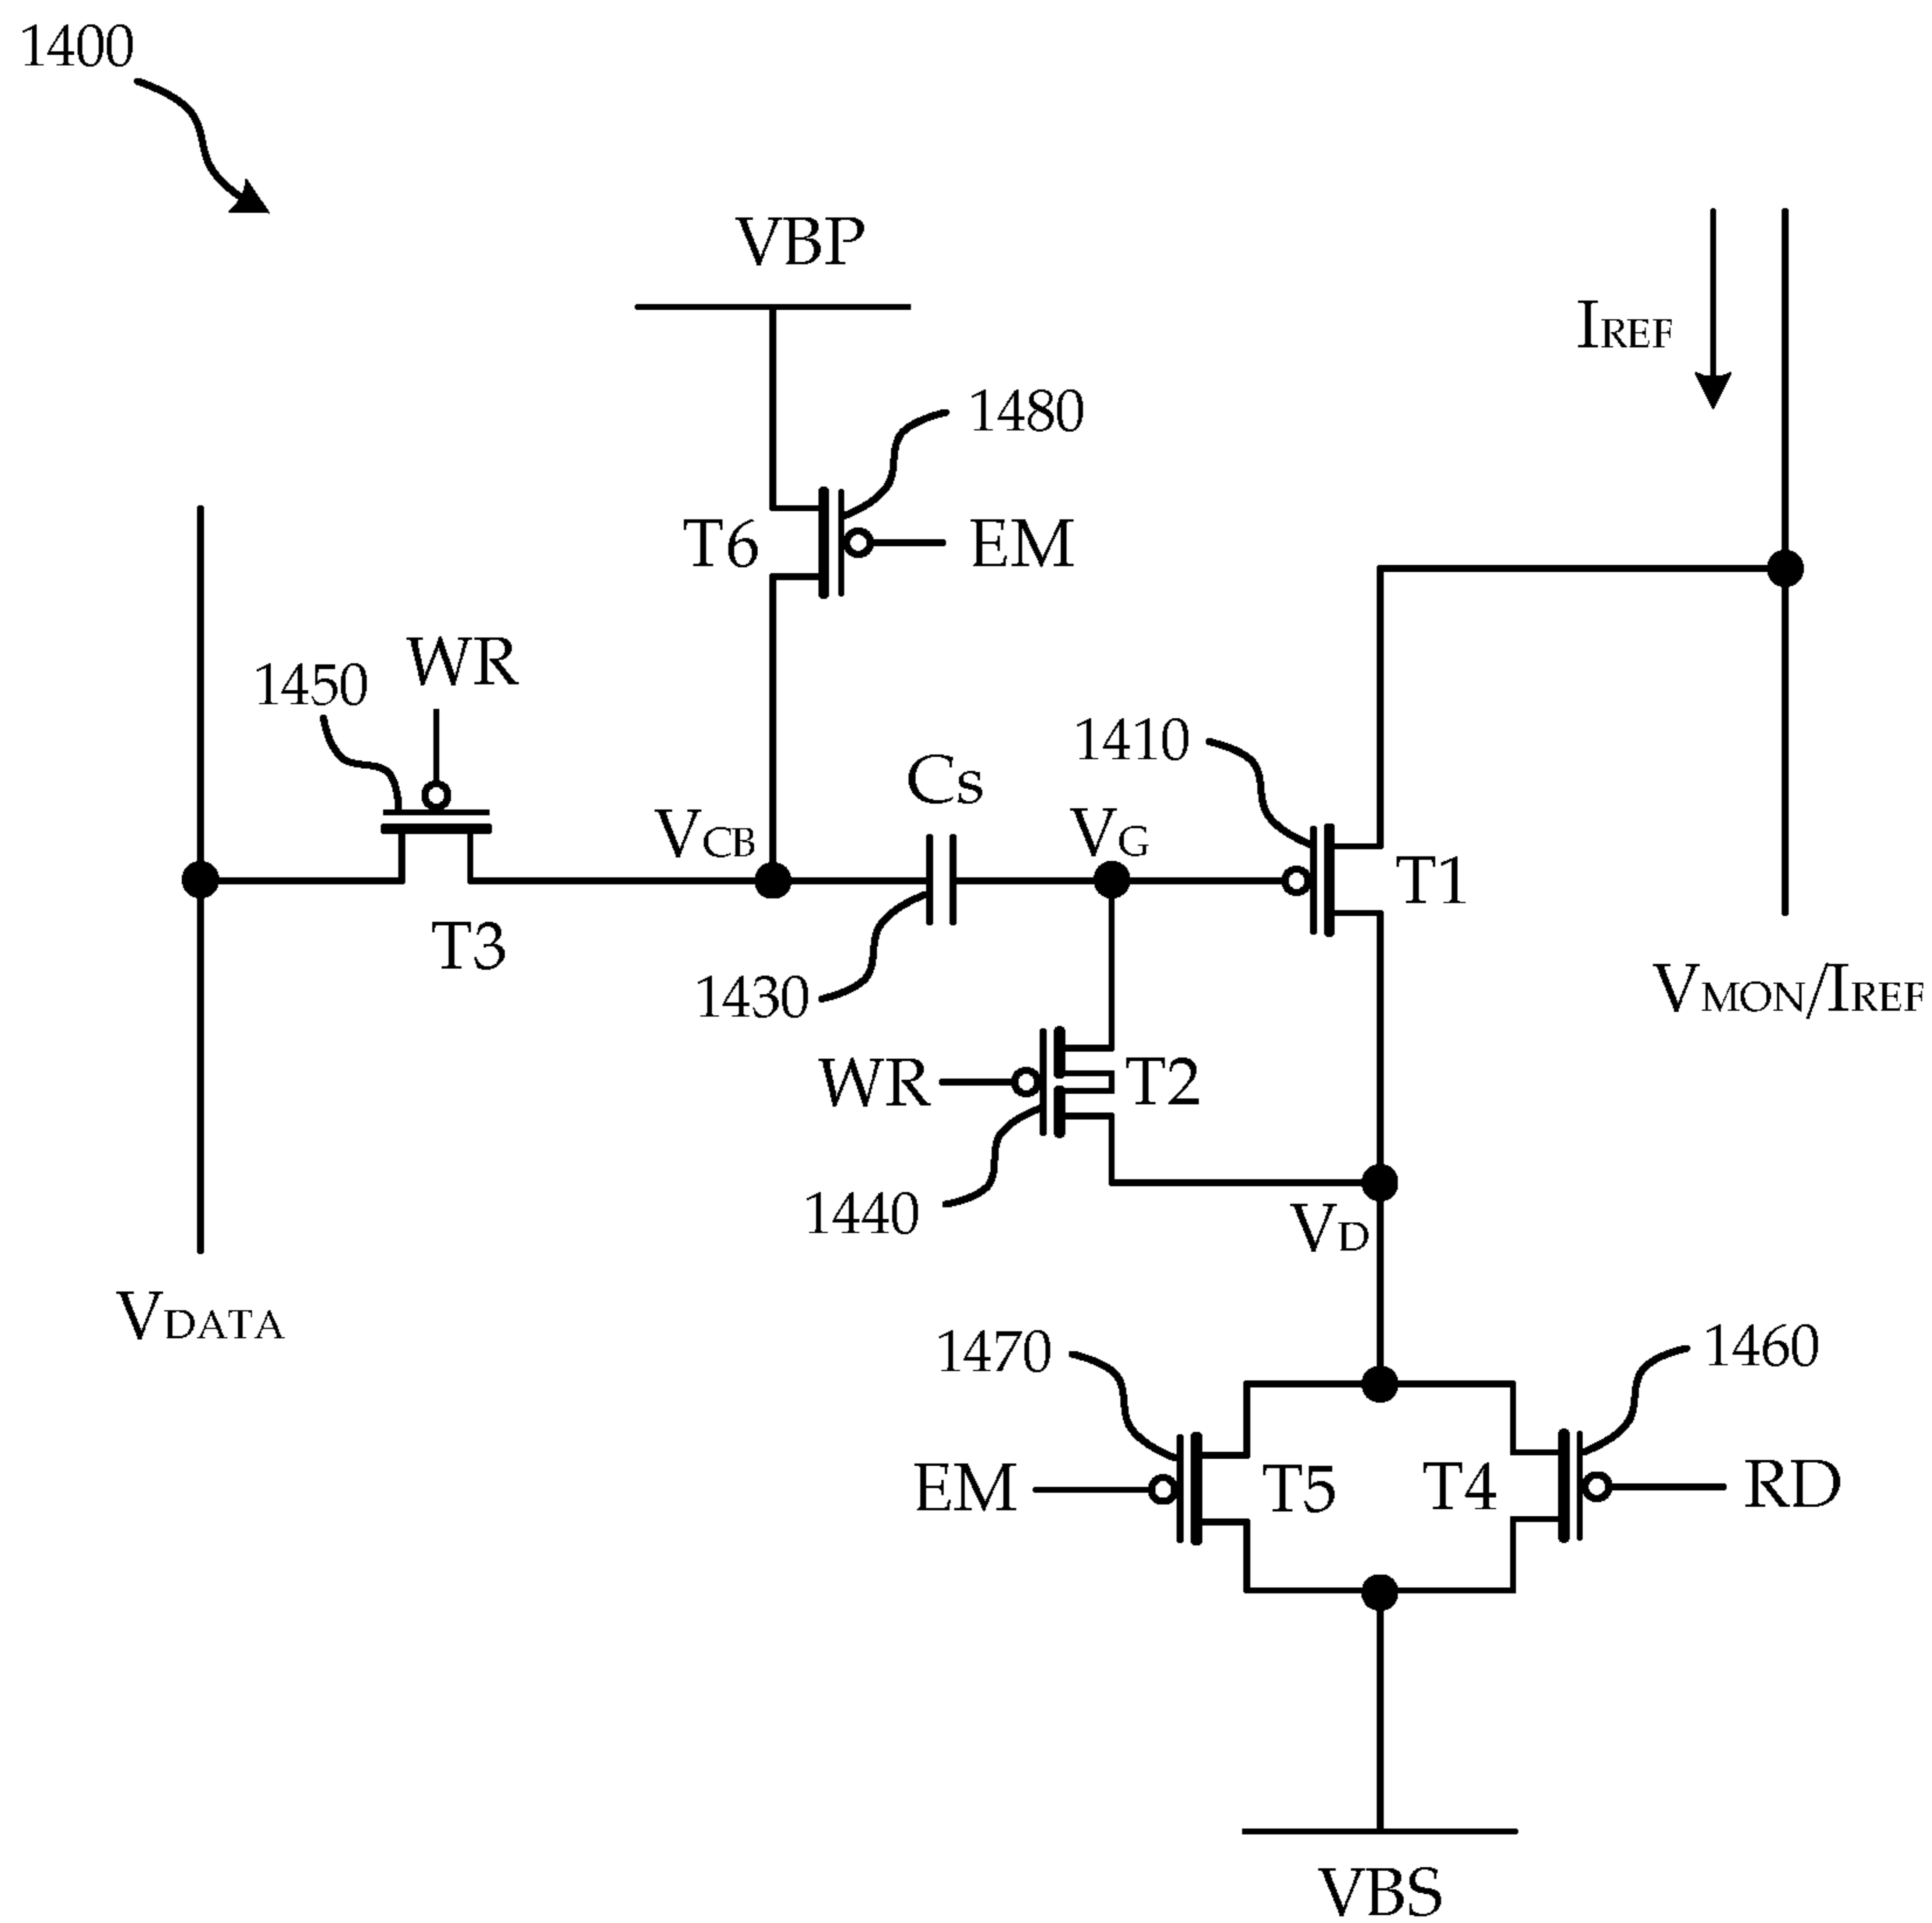 1400
VBP
IREF
1480
T6
EM
WR
1450
1410
Cs
VCB
VG
T1
T3
1430
VMON/IREF
WR
T2
1440
VD
VDATA
1470
1460
EM
T5
T4
RD
VBS